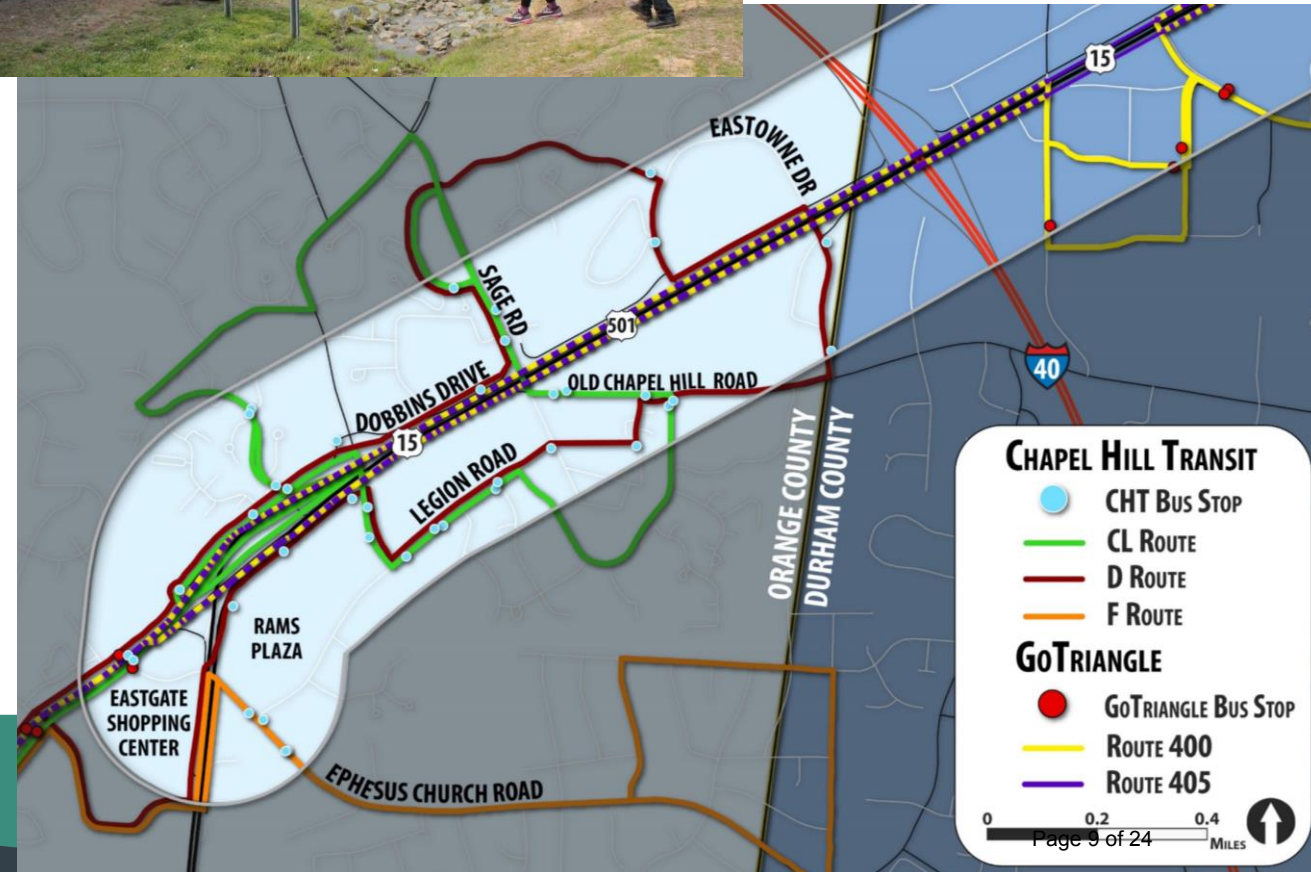 15
EASTOWNE DR
SAGE RD
501
40
OLD CHAPEL HILL ROAD
DOBBINS DRIVE
15
LEGION ROAD
ORANGE COUNTY
DURHAM COUNTY
RAMS
PLAZA
EASTGATE
SHOPPING
CENTER
EPHESUS CHURCH ROAD
CHAPEL HILL TRANSIT
CHT BUS STOP
CL ROUTE
D ROUTE
F ROUTE
GOTRIANGLE
GOTRIANGLE BUS STOP
ROUTE 400
ROUTE 405
0 0.2 0.4
MILES
Page 9 of 24